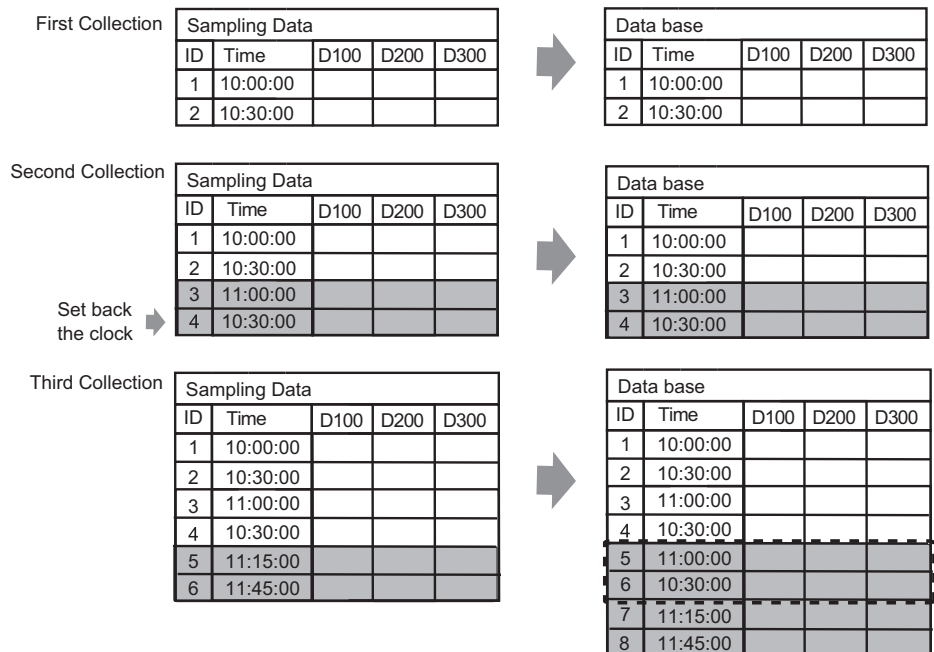 First Collection
Sampling Data
ID Time D100 D200 D300
1 10:00:00
2 10:30:00
Data base
ID Time D100 D200 D300
1 10:00:00
2 10:30:00
Second Collection
Sampling Data
ID Time D100 D200 D300
1 10:00:00
2 10:30:00
3 11:00:00
4 10:30:00
Set back
the clock
Data base
ID Time D100 D200 D300
1 10:00:00
2 10:30:00
3 11:00:00
4 10:30:00
Third Collection
Sampling Data
ID Time D100 D200 D300
1 10:00:00
2 10:30:00
3 11:00:00
4 10:30:00
5 11:15:00
6 11:45:00
Data base
ID Time D100 D200 D300
1 10:00:00
2 10:30:00
3 11:00:00
4 10:30:00
5 11:00:00
6 10:30:00
7 11:15:00
8 11:45:00